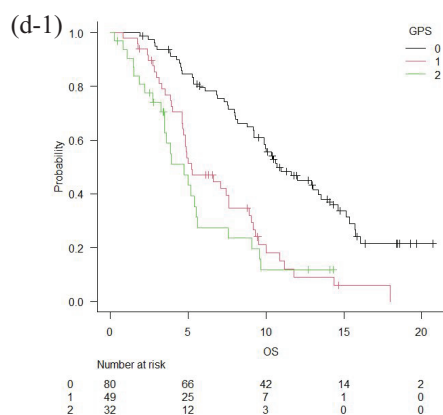 (d-1)
GPS
0
1
2
Probability
1.0
0.8
0.6
0.4
0.2
0.0
0 5 10 15 20
OS
Number at risk
0 80 66 42 14 2
1 49 25 7 1 0
2 32 12 3 0 0